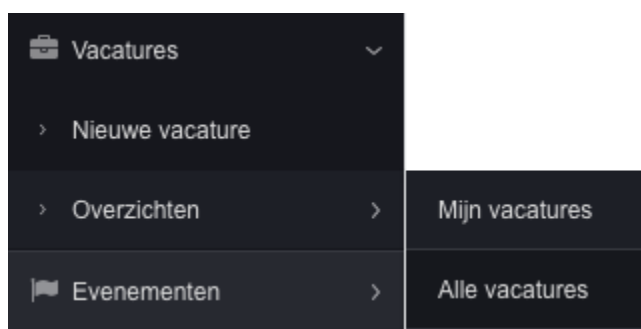 Vacatures
Nieuwe vacature
Overzichten
Mijn vacatures
Evenementen
Alle vacatures